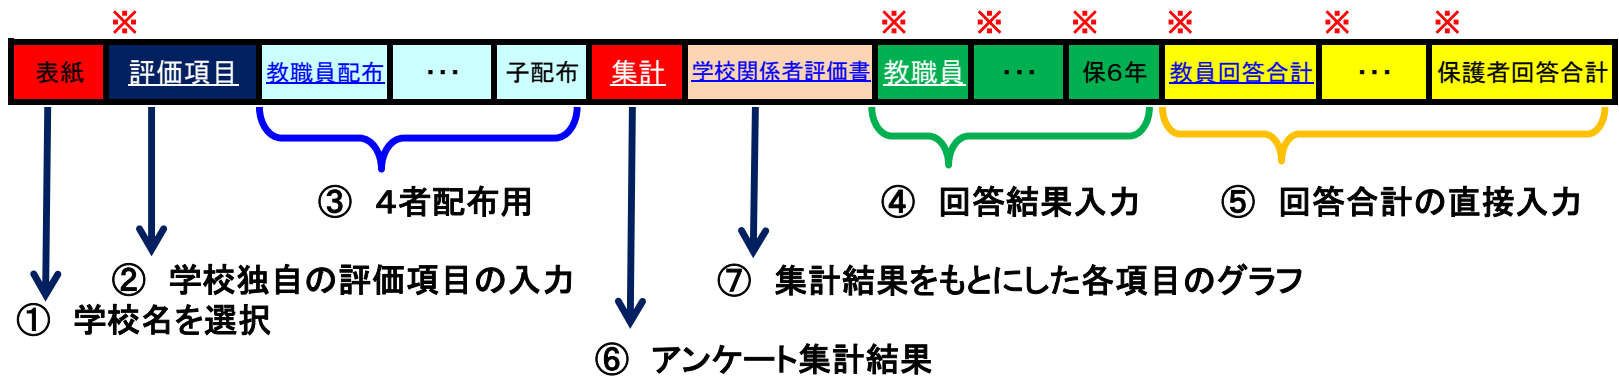 ※ ※ ※ ※ ※ ※ ※
表紙 評価項目 教職員配布 ･･･ 子配布 集計 学校関係者評価書 教職員 ･･･ 保６年 教員回答合計 ･･･ 保護者回答合計
③ ４者配布用 ④ 回答結果入力 ⑤ 回答合計の直接入力
② 学校独自の評価項目の入力 ⑦ 集計結果をもとにした各項目のグラフ
① 学校名を選択
⑥ アンケート集計結果